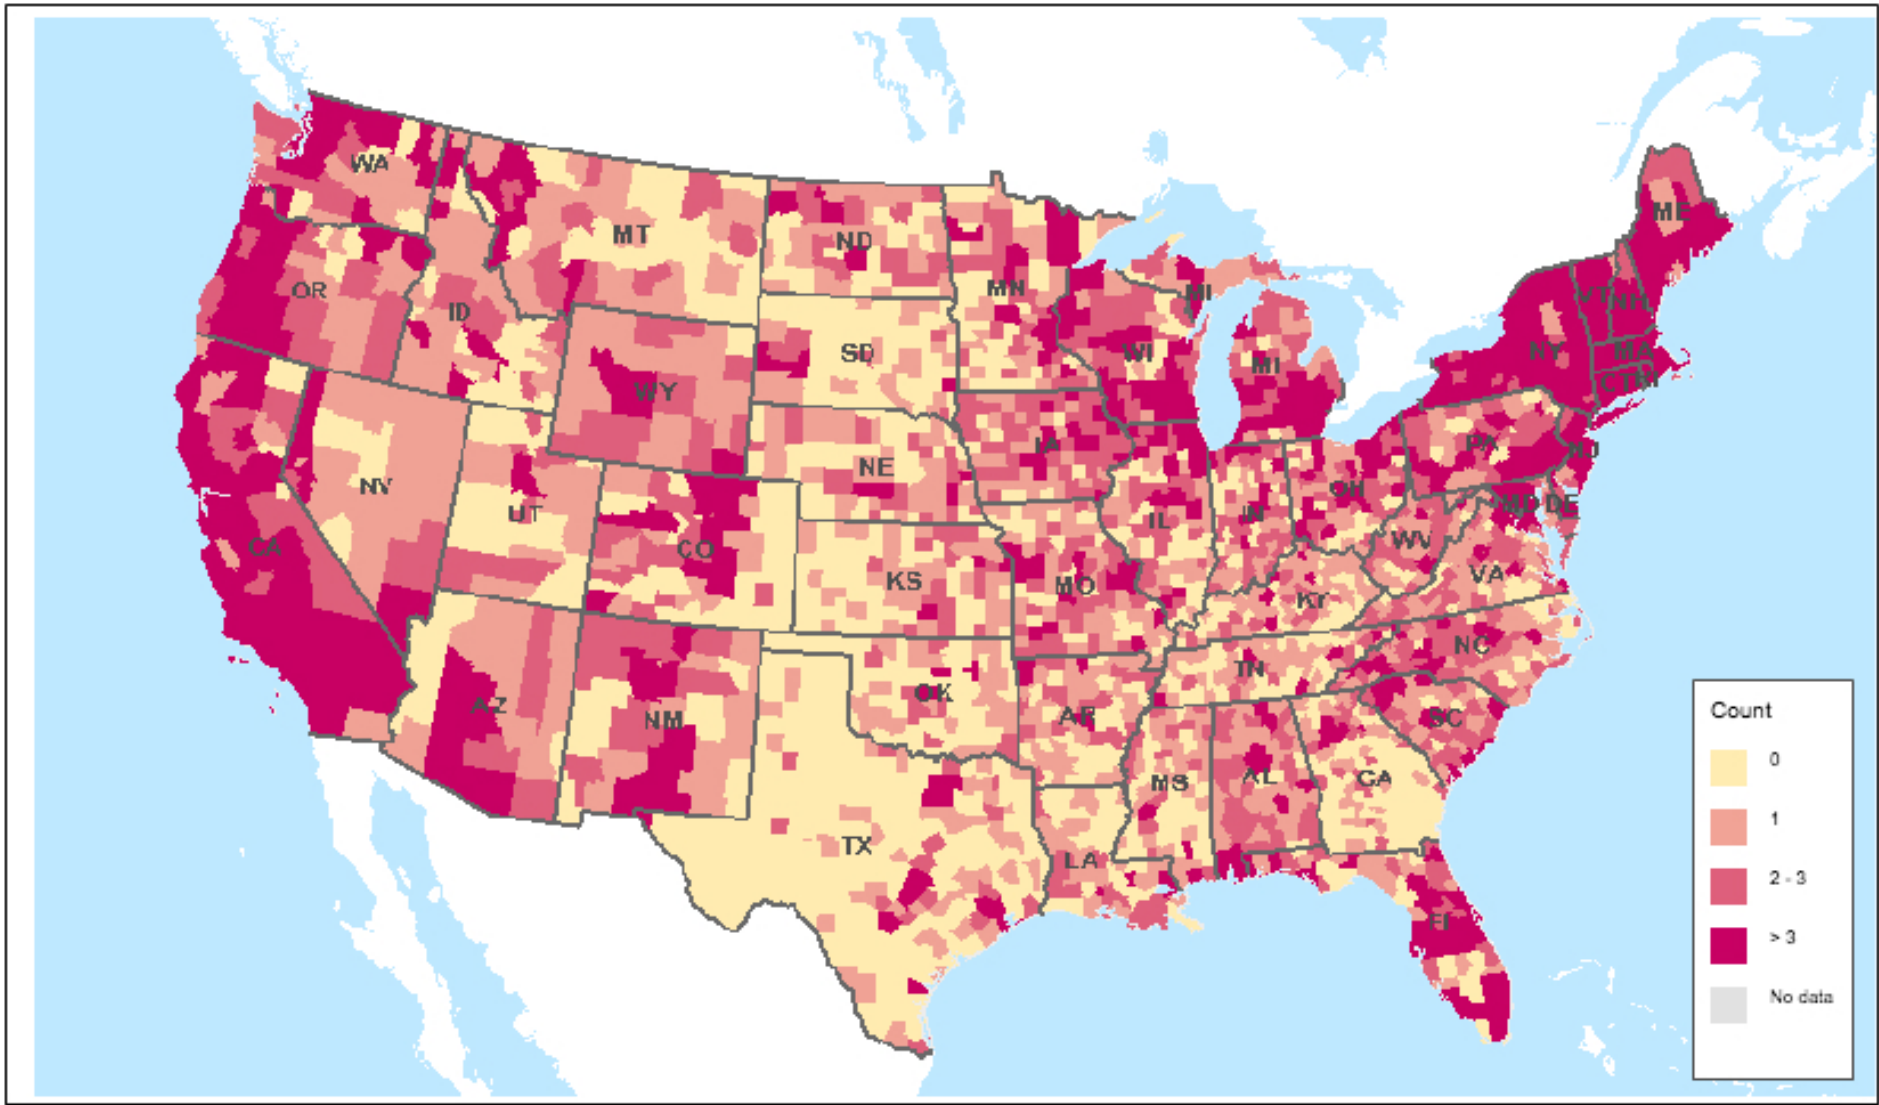 WA
MT
ND
ME
OR
ID
MN
MI
VT
NH
WY
SD
WI
MI
NY
MA
CT
RI
IA
NE
PA
NJ
NV
UT
CO
IL
IN
OH
MD
DE
CA
KS
MO
WV
VA
KY
NC
AZ
NM
OK
AR
TN
SC
MS
AL
GA
TX
LA
FL
Count
0
1
2 - 3
> 3
No data